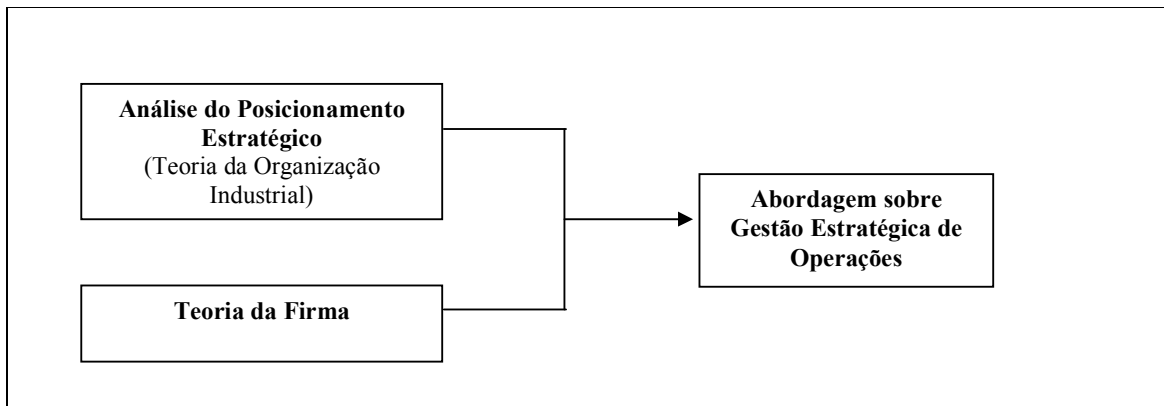 Análise do Posicionamento
Estratégico
(Teoria da Organização
Industrial)
Teoria da Firma
Abordagem sobre
Gestão Estratégica de
Operações